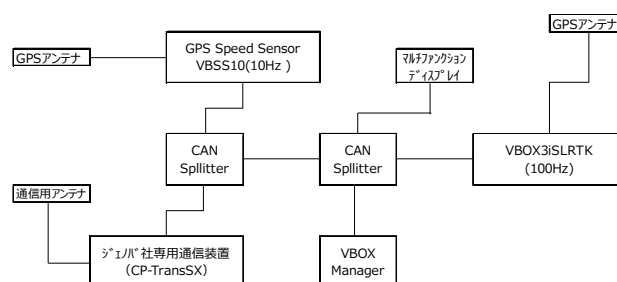 GPSアンテナ
GPS Speed Sensor
VBSS10(10Hz )
ﾏﾙﾁﾌｧﾝｸｼｮﾝ
ﾃﾞｨｽﾌﾟﾚｲ
GPSアンテナ
CAN
Spllitter
CAN
Spllitter
VBOX3iSLRTK
(100Hz)
通信用アンテナ
ｼﾞｪﾉﾊﾞ社専用通信装置
(CP-TransSX)
VBOX
Manager